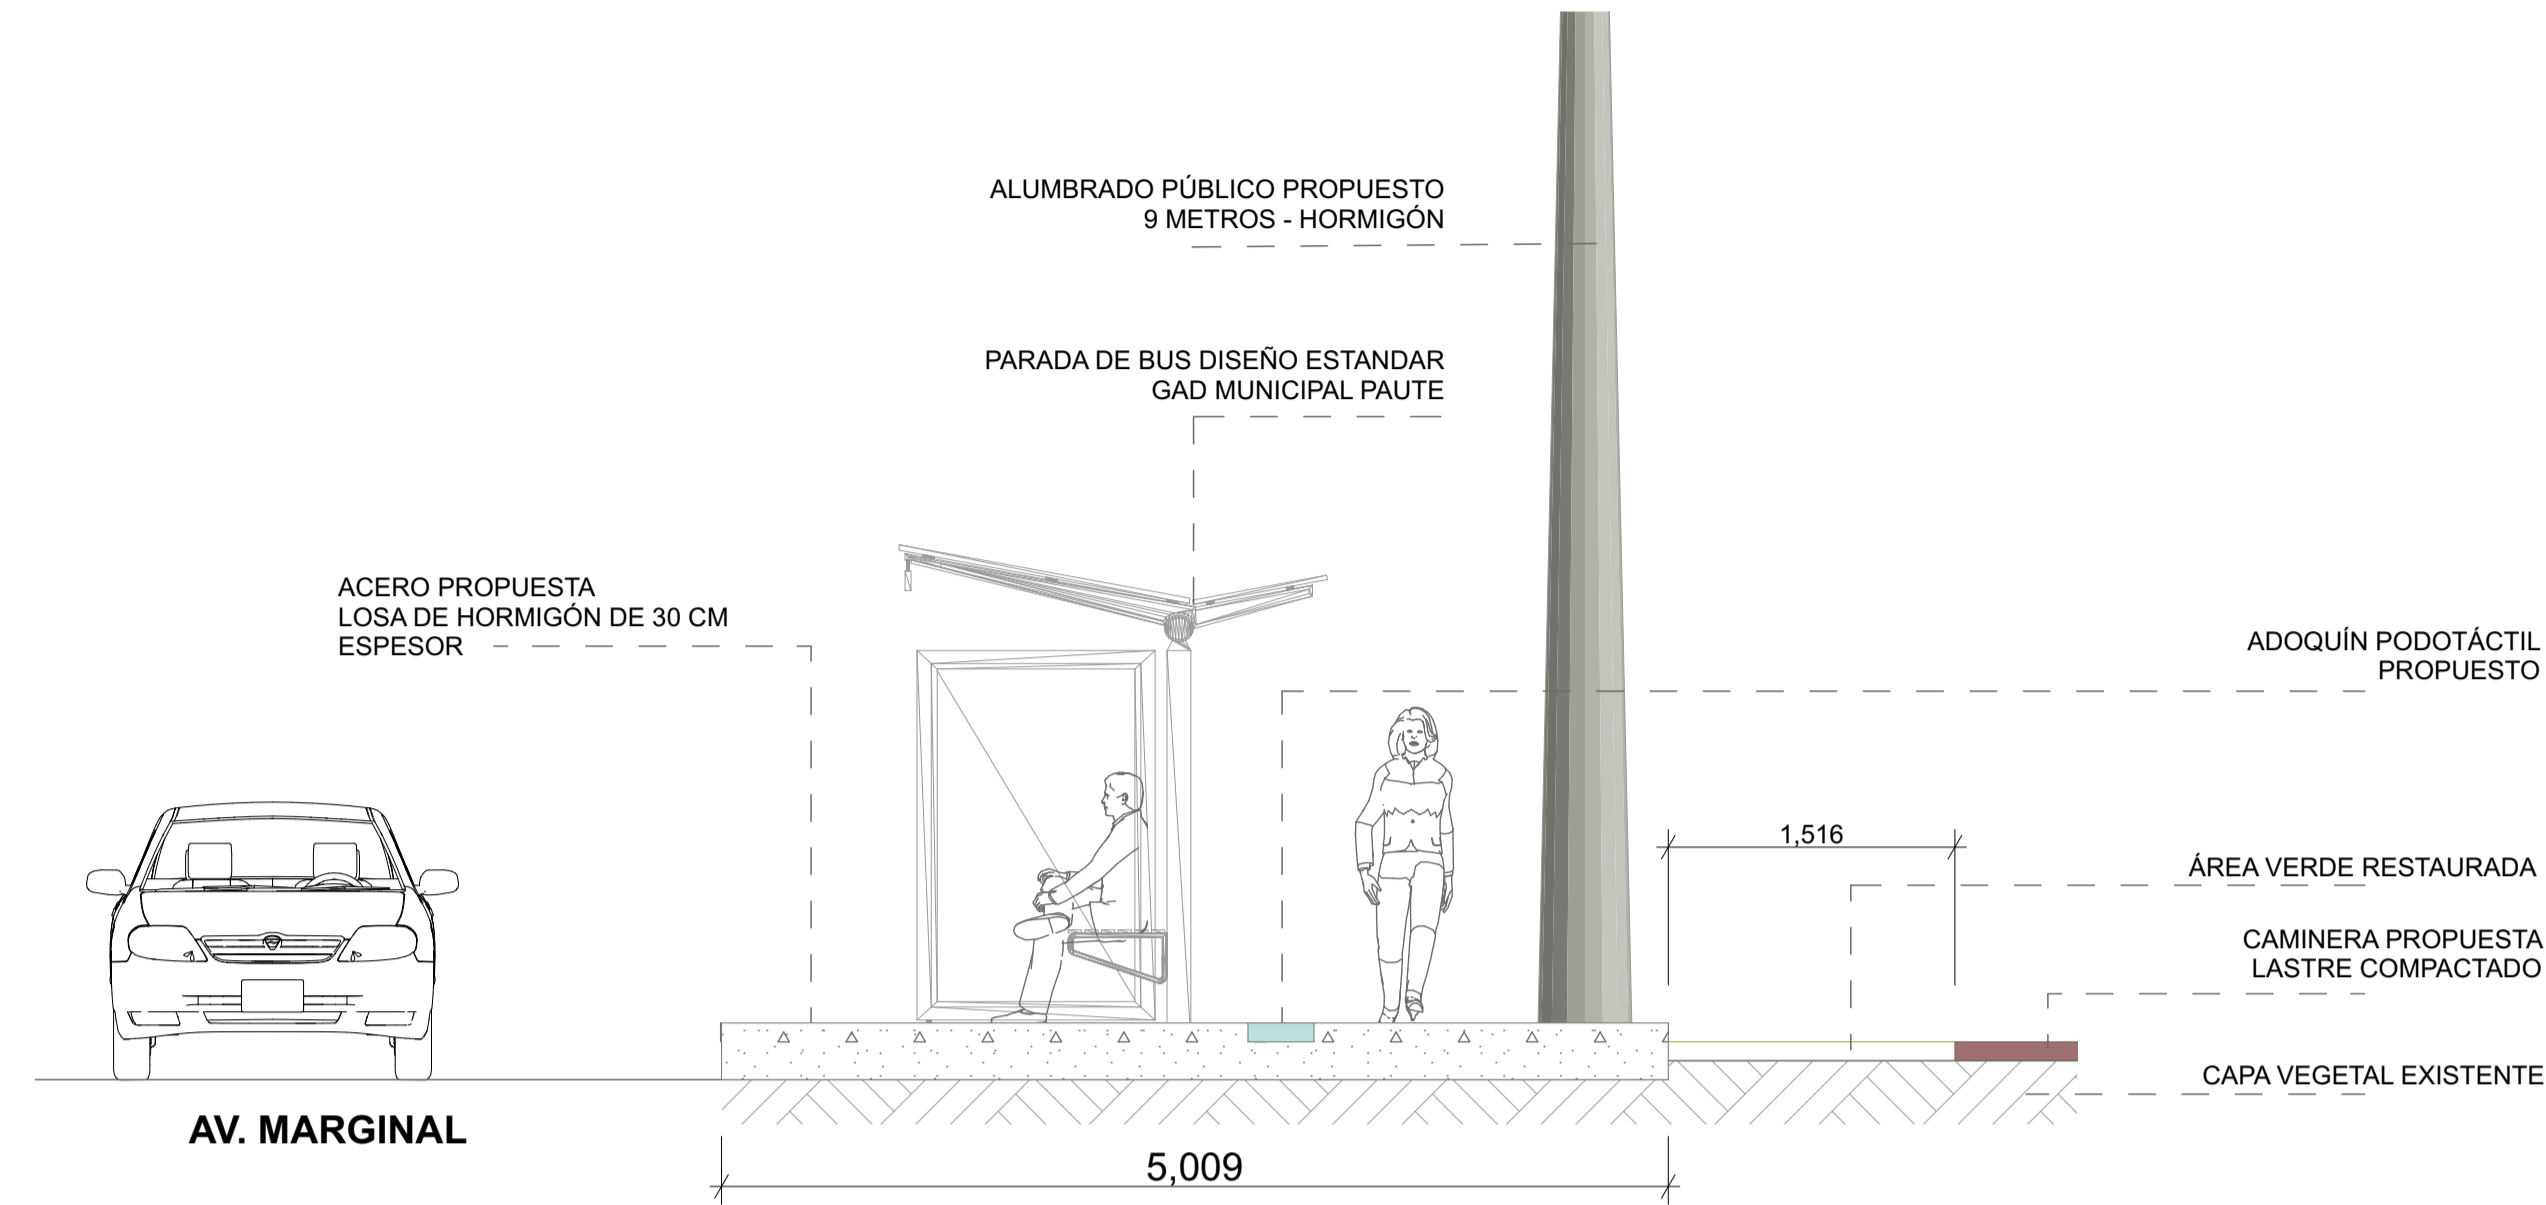 ALUMBRADO PÚBLICO PROPUESTO
9 METROS - HORMIGÓN
PARADA DE BUS DISEÑO ESTANDAR
GAD MUNICIPAL PAUTE
ACERO PROPUESTA
LOSA DE HORMIGÓN DE 30 CM
ESPESOR
ADOQUÍN PODOTÁCTIL
PROPUESTO
1,516
ÁREA VERDE RESTAURADA
CAMINERA PROPUESTA
LASTRE COMPACTADO
CAPA VEGETAL EXISTENTE
AV. MARGINAL
5,009